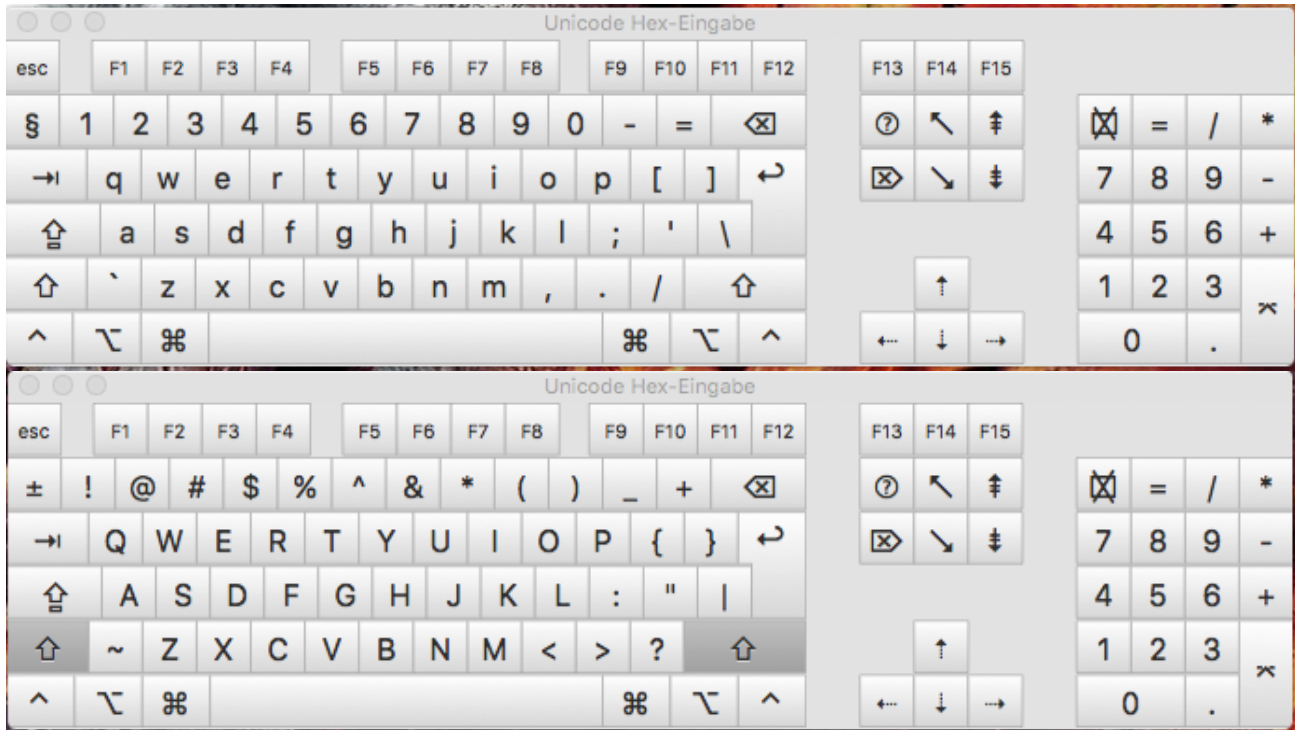 Unicode Hex-Eingabe
esc F1 F2 F3 F4 F5 F6 F7 F8 F9 F10 F11 F12 F13 F14 F15
§ 1 2 3 4 5 6 7 8 9 0 - = ⌫ ? ↖ ⇞ ⌧ = / *
⇥ q w e r t y u i o p [ ] ↩ ⌦ ↘ ⇟ 7 8 9 -
⇪ a s d f g h j k l ; ' \ 4 5 6 +
⇧ ` z x c v b n m , . / ⇧ ⇡ 1 2 3 ⌤
^ ⌥ ⌘ ⌘ ⌥ ^ ⇠ ⇣ ⇢ 0 .
Unicode Hex-Eingabe
esc F1 F2 F3 F4 F5 F6 F7 F8 F9 F10 F11 F12 F13 F14 F15
± ! @ # $ % ^ & * ( ) _ + ⌫ ? ↖ ⇞ ⌧ = / *
⇥ Q W E R T Y U I O P { } ↩ ⌦ ↘ ⇟ 7 8 9 -
⇪ A S D F G H J K L : " | 4 5 6 +
⇧ ~ Z X C V B N M < > ? ⇧ ⇡ 1 2 3 ⌤
^ ⌥ ⌘ ⌘ ⌥ ^ ⇠ ⇣ ⇢ 0 .